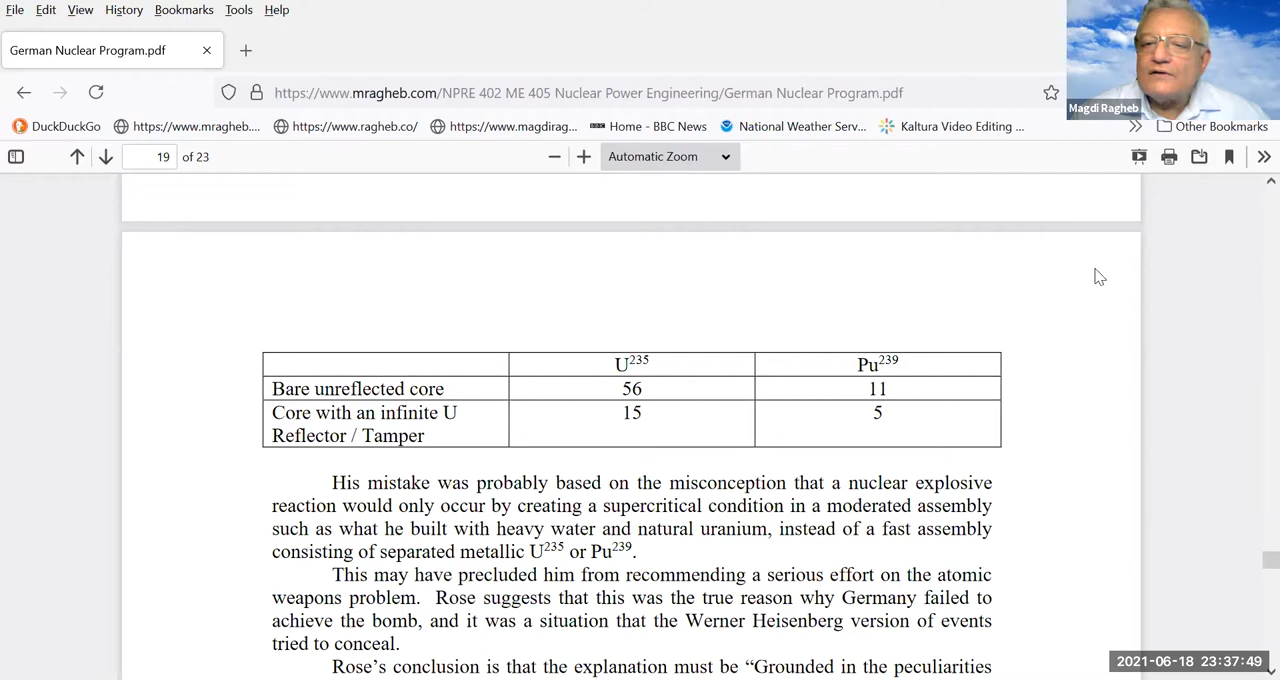 File Edit View History Bookmarks Tools Help
German Nuclear Program.pdf
https://www.mragheb.com/NPRE 402 ME 405 Nuclear Power Engineering/German Nuclear Program.pdf
Magdi Ragheb
DuckDuckGo https://www.mragheb.... https://www.ragheb.co/ https://www.magdirag... BBC Home - BBC News National Weather Serv... Kaltura Video Editing ... Other Bookmarks
19 of 23 Automatic Zoom
U235 Pu239
Bare unreflected core 56 11
Core with an infinite U 15 5
Reflector / Tamper
His mistake was probably based on the misconception that a nuclear explosive
reaction would only occur by creating a supercritical condition in a moderated assembly
such as what he built with heavy water and natural uranium, instead of a fast assembly
consisting of separated metallic U235 or Pu239.
This may have precluded him from recommending a serious effort on the atomic
weapons problem. Rose suggests that this was the true reason why Germany failed to
achieve the bomb, and it was a situation that the Werner Heisenberg version of events
tried to conceal.
Rose's conclusion is that the explanation must be “Grounded in the peculiarities
2021-06-18 23:37:49